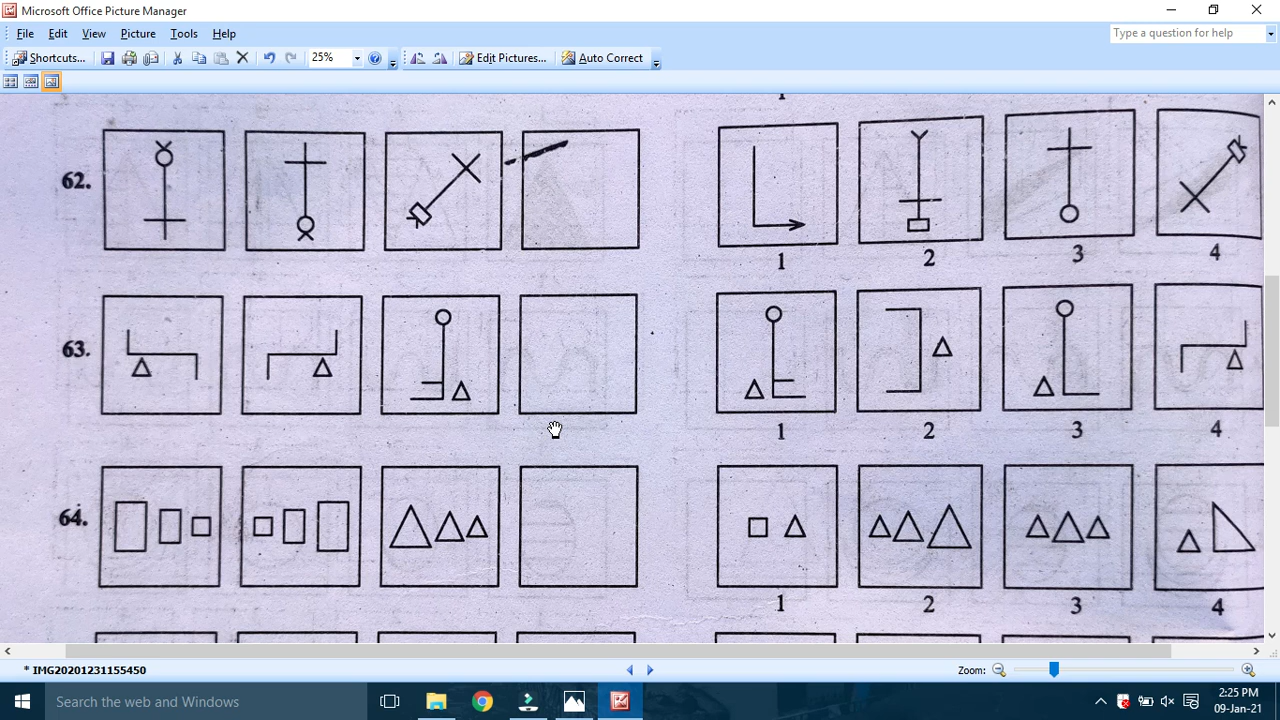 Microsoft Office Picture Manager
File Edit View Picture Tools Help
Type a question for help
Shortcuts... 25% Edit Pictures... Auto Correct
62.
1 2 3 4
63.
1 2 3 4
64.
1 2 3 4
* IMG20201231155450
Zoom:
Search the web and Windows
2:25 PM
09-Jan-21